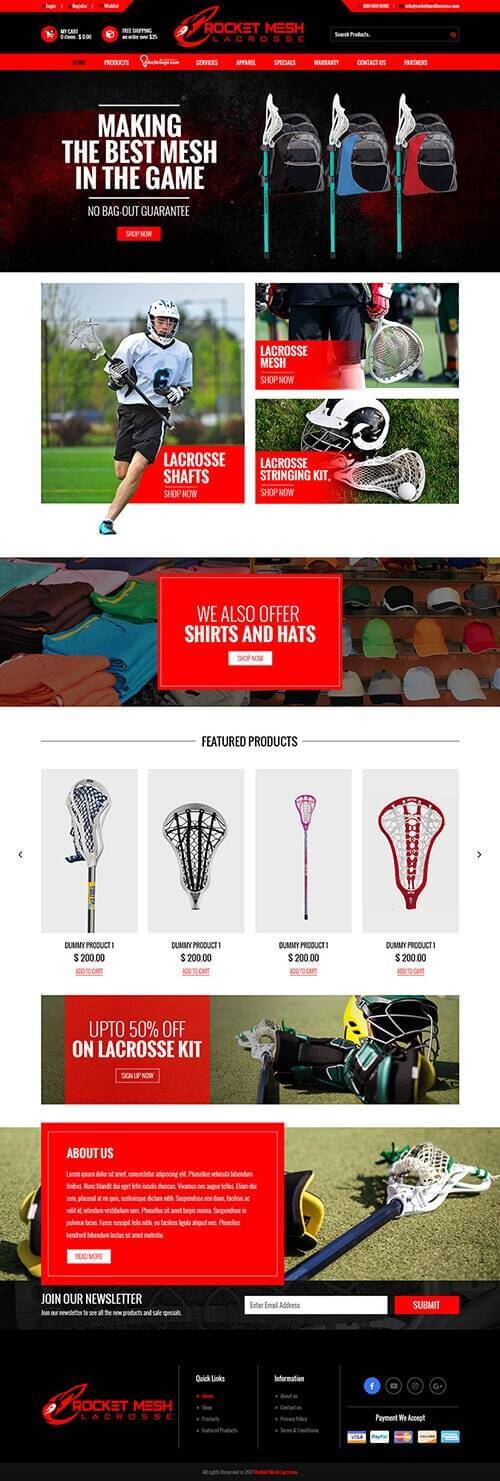 Login
Register
Wishlist
MY CART
0 items - $ 0.00
FREE SHIPPING
on order over $25
ROCKET MESH
LACROSSE
Search Products..
HOME
PRODUCTS
SERVICES
APPAREL
SPECIALS
WARRANTY
CONTACT US
PARTNERS
MAKING
THE BEST MESH
IN THE GAME
NO BAG-OUT GUARANTEE
SHOP NOW
LACROSSE
SHAFTS
SHOP NOW
LACROSSE
MESH
SHOP NOW
LACROSSE
STRINGING KIT,
SHOP NOW
WE ALSO OFFER
SHIRTS AND HATS
SHOP NOW
FEATURED PRODUCTS
DUMMY PRODUCT 1
$ 200.00
ADD TO CART
DUMMY PRODUCT 1
$ 200.00
ADD TO CART
DUMMY PRODUCT 1
$ 200.00
ADD TO CART
DUMMY PRODUCT 1
$ 200.00
ADD TO CART
UPTO 50% OFF
ON LACROSSE KIT
SIGN UP NOW
ABOUT US
Lorem ipsum dolor sit amet, consectetur adipiscing elit. Phasellus vehicula bibendum
finibus. Nunc blandit dui eget felis iaculis rhoncus. Vivamus nec augue tellus. Etiam dui
sem, placerat at mi quis, scelerisque dictum nibh. Suspendisse nisi diam, facilisis ac
velit id, interdum vestibulum sem. Phasellus sit amet turpis massa. Suspendisse in
pulvinar lacus. Fusce suscipit felis nibh, eu facilisis ligula aliquet nec. Phasellus
hendrerit bibendum lectus sit amet molestie.
READ MORE
JOIN OUR NEWSLETTER
Join our newsletter to see all the new products and sale specials
Enter Email Address
SUBMIT
ROCKET MESH
LACROSSE
Quick Links
Home
Shop
Products
Featured Products
Information
About us
Contact us
Privacy Policy
Terms & Conditions
Payment We Accept
VISA
PayPal
All rights Reserved in 2017 Rocket Mesh Lacrosse